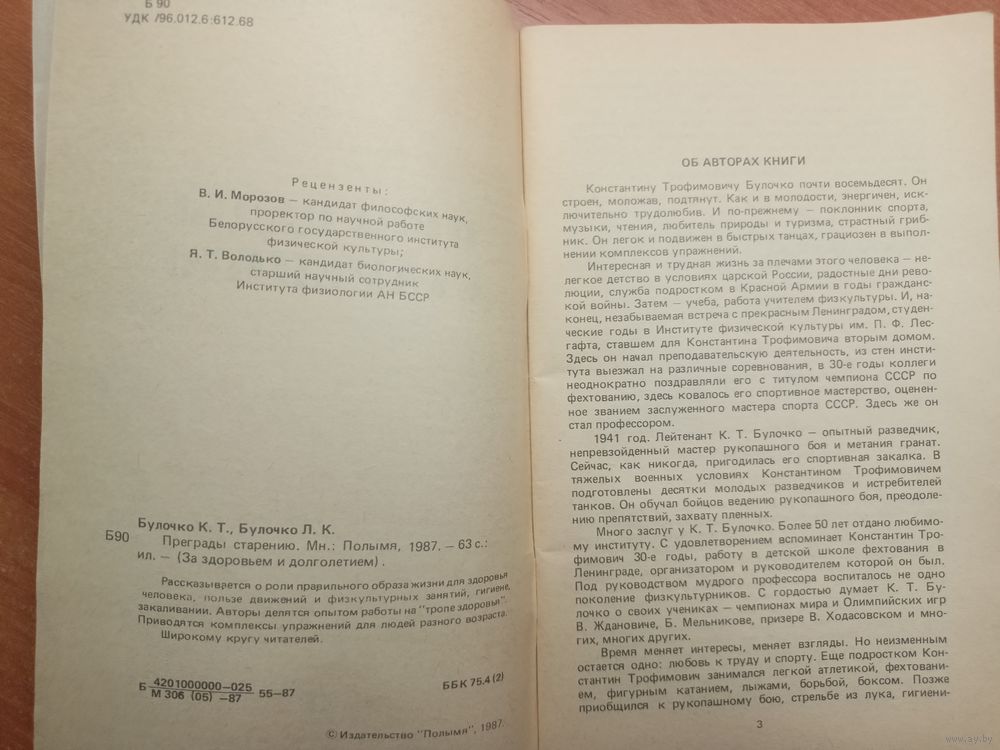 Б 90
УДК 796.012.6:612.68
Рецензенты:
В. И. Морозов — кандидат философских наук,
проректор по научной работе
Белорусского государственного института
физической культуры;
Я. Т. Володько — кандидат биологических наук,
старший научный сотрудник
Института физиологии АН БССР
Булочко К. Т., Булочко Л. К.
Б90 Преграды старению. Мн.: Полымя, 1987. — 63 с.:
ил. — (За здоровьем и долголетием) .
Рассказывается о роли правильного образа жизни для здоровья
человека, пользе движений и физкультурных занятий, гигиене,
закаливании. Авторы делятся опытом работы на "тропе здоровья".
Приводятся комплексы упражнений для людей разного возраста.
Широкому кругу читателей.
Б 4201000000-025 55-87
М 306 (05) -87
ББК 75.4 (2)
© Издательство "Полымя", 1987.
ОБ АВТОРАХ КНИГИ
Константину Трофимовичу Булочко почти восемьдесят. Он
строен, моложав, подтянут. Как и в молодости, энергичен, иск-
лючительно трудолюбив. И по-прежнему — поклонник спорта,
музыки, чтения, любитель природы и туризма, страстный гриб-
ник. Он легок и подвижен в быстрых танцах, грациозен в выпол-
нении комплексов упражнений.
Интересная и трудная жизнь за плечами этого человека — не-
легкое детство в условиях царской России, радостные дни рево-
люции, служба подростком в Красной Армии в годы граждан-
ской войны. Затем — учеба, работа учителем физкультуры. И, на-
конец, незабываемая встреча с прекрасным Ленинградом, студен-
ческие годы в Институте физической культуры им. П. Ф. Лес-
гафта, ставшем для Константина Трофимовича вторым домом.
Здесь он начал преподавательскую деятельность, из стен инсти-
тута выезжал на различные соревнования, в 30-е годы коллеги
неоднократно поздравляли его с титулом чемпиона СССР по
фехтованию, здесь ковалось его спортивное мастерство, оценен-
ное званием заслуженного мастера спорта СССР. Здесь же он
стал профессором.
1941 год. Лейтенант К. Т. Булочко — опытный разведчик,
непревзойденный мастер рукопашного боя и метания гранат.
Сейчас, как никогда, пригодилась его спортивная закалка. В
тяжелых военных условиях Константином Трофимовичем
подготовлены десятки молодых разведчиков и истребителей
танков. Он обучал бойцов ведению рукопашного боя, преодоле-
нию препятствий, захвату пленных.
Много заслуг у К. Т. Булочко. Более 50 лет отдано любимо-
му институту. С удовлетворением вспоминает Константин Тро-
фимович 30-е годы, работу в детской школе фехтования в
Ленинграде, организатором и руководителем которой он был.
Под руководством мудрого профессора воспиталось не одно
поколение физкультурников. С гордостью думает К. Т. Бу-
лочко о своих учениках — чемпионах мира и Олимпийских игр
В. Ждановиче, Б. Мельникове, призере В. Ходасовском и мно-
гих, многих других.
Время меняет интересы, меняет взгляды. Но неизменным
остается одно: любовь к труду и спорту. Еще подростком Кон-
стантин Трофимович занимался легкой атлетикой, фехтовани-
ем, фигурным катанием, лыжами, борьбой, боксом. Позже
приобщился к рукопашному бою, стрельбе из лука, гигиени-
3
www.ay.by